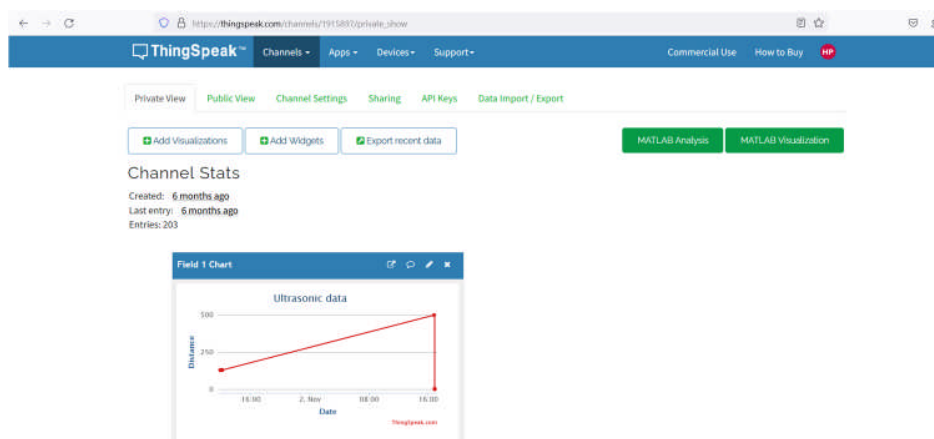 https://thingspeak.com/channels/1915897/private_show
ThingSpeak™ Channels Apps Devices Support Commercial Use How to Buy HP
Private View Public View Channel Settings Sharing API Keys Data Import / Export
Add Visualizations Add Widgets Export recent data MATLAB Analysis MATLAB Visualization
Channel Stats
Created: 6 months ago
Last entry: 6 months ago
Entries: 203
Field 1 Chart
Ultrasonic data
500
250
0
Distance
16:00 2. Nov 08:00 16:00
Date
ThingSpeak.com